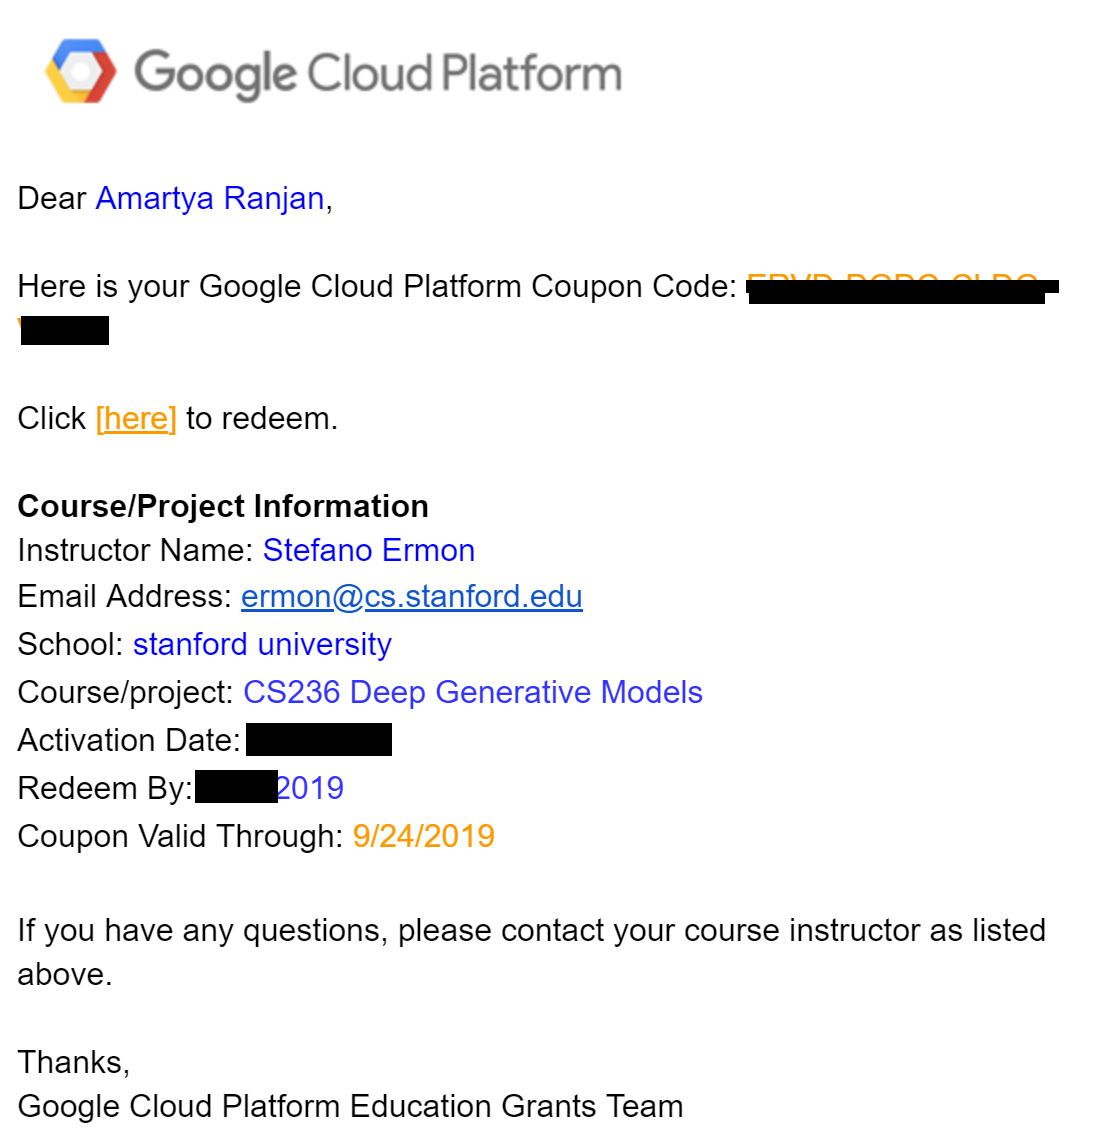 Google Cloud Platform
Dear Amartya Ranjan,
Here is your Google Cloud Platform Coupon Code:
Click [here] to redeem.
Course/Project Information
Instructor Name: Stefano Ermon
Email Address: ermon@cs.stanford.edu
School: stanford university
Course/project: CS236 Deep Generative Models
Activation Date:
Redeem By: 2019
Coupon Valid Through: 9/24/2019
If you have any questions, please contact your course instructor as listed
above.
Thanks,
Google Cloud Platform Education Grants Team